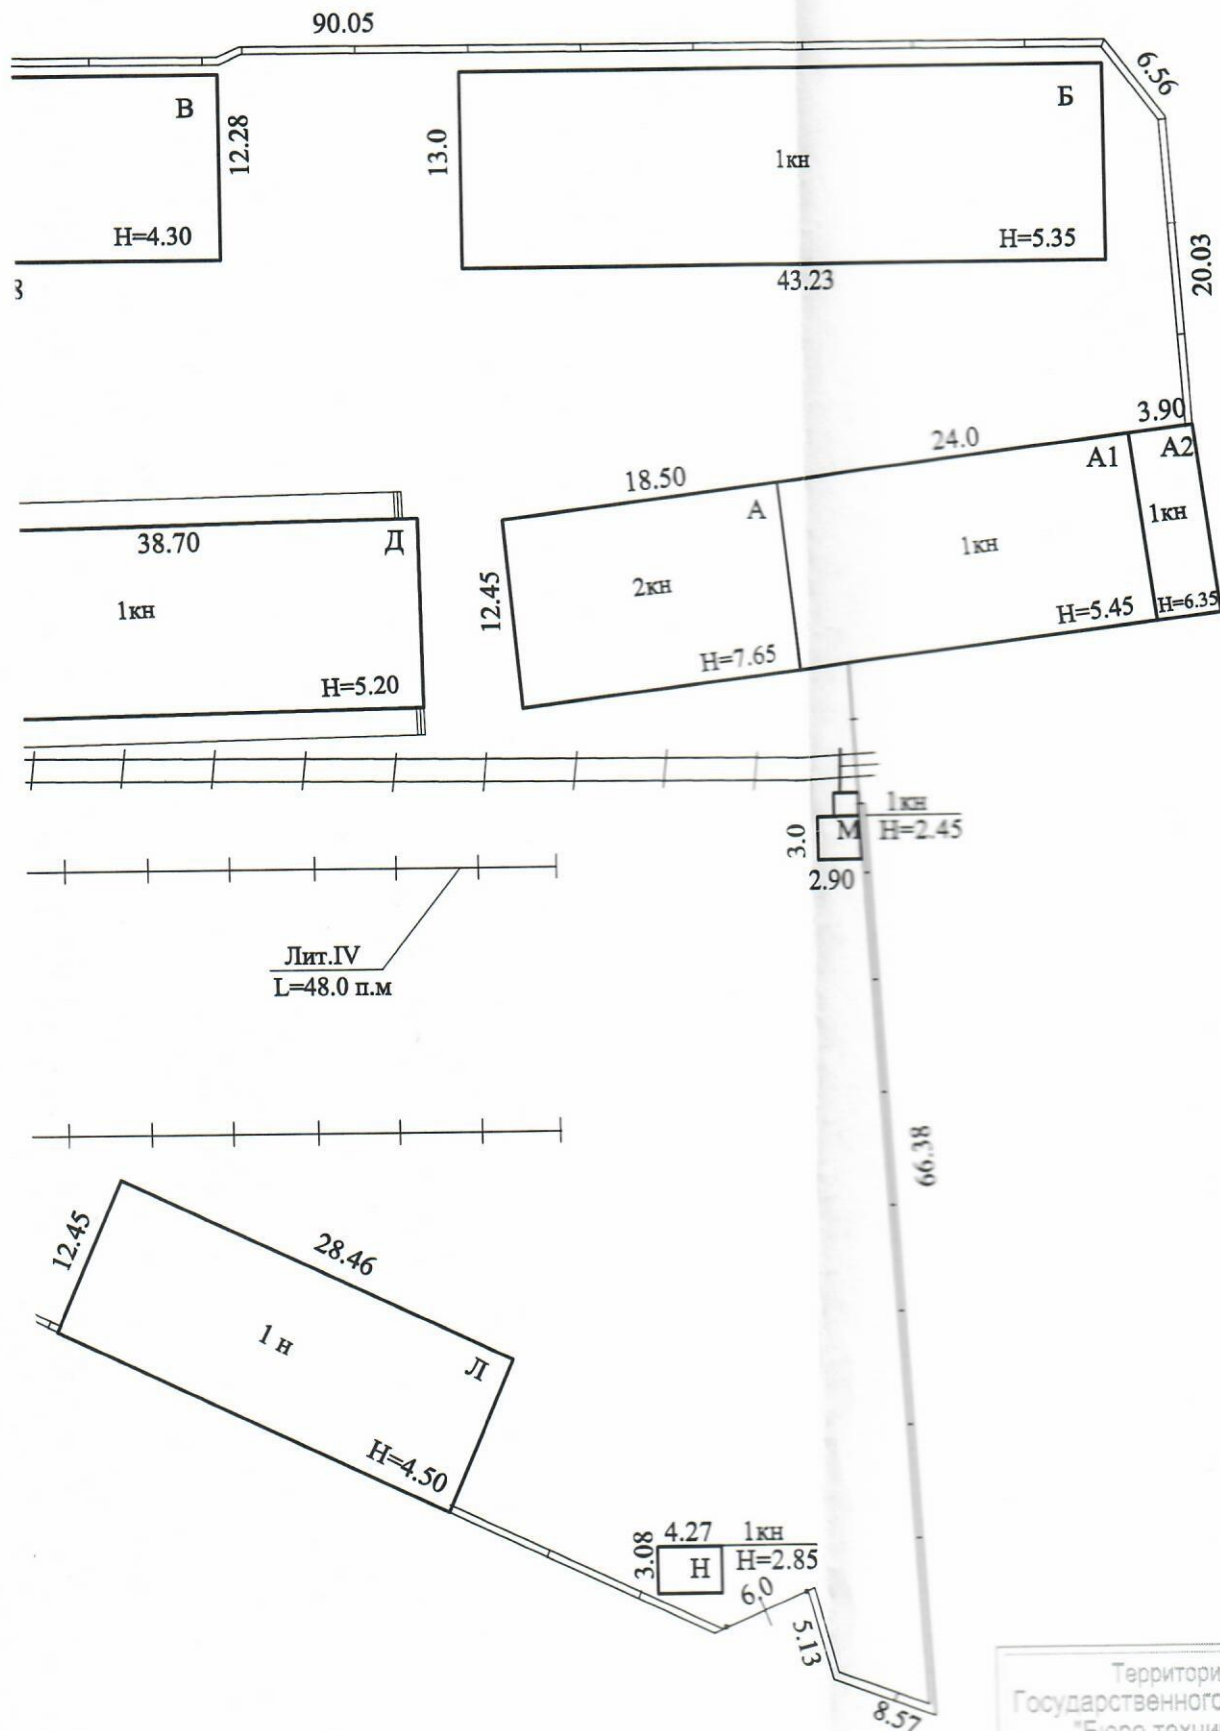 90.05
6.56
В
12.28
Н=4.30
13.0
Б
1кн
Н=5.35
43.23
20.03
3.90
24.0
18.50
А1
А2
А
1кн
1кн
2кн
12.45
Н=7.65
Н=5.45
Н=6.35
38.70
Д
1кн
Н=5.20
1кн
Н=2.45
3.0
М
2.90
Лит.IV
L=48.0 п.м
66.38
12.45
28.46
1 н
Л
Н=4.50
4.27
1кн
3.08
Н
Н=2.85
6.0
5.13
8.57
Территори
Государственного